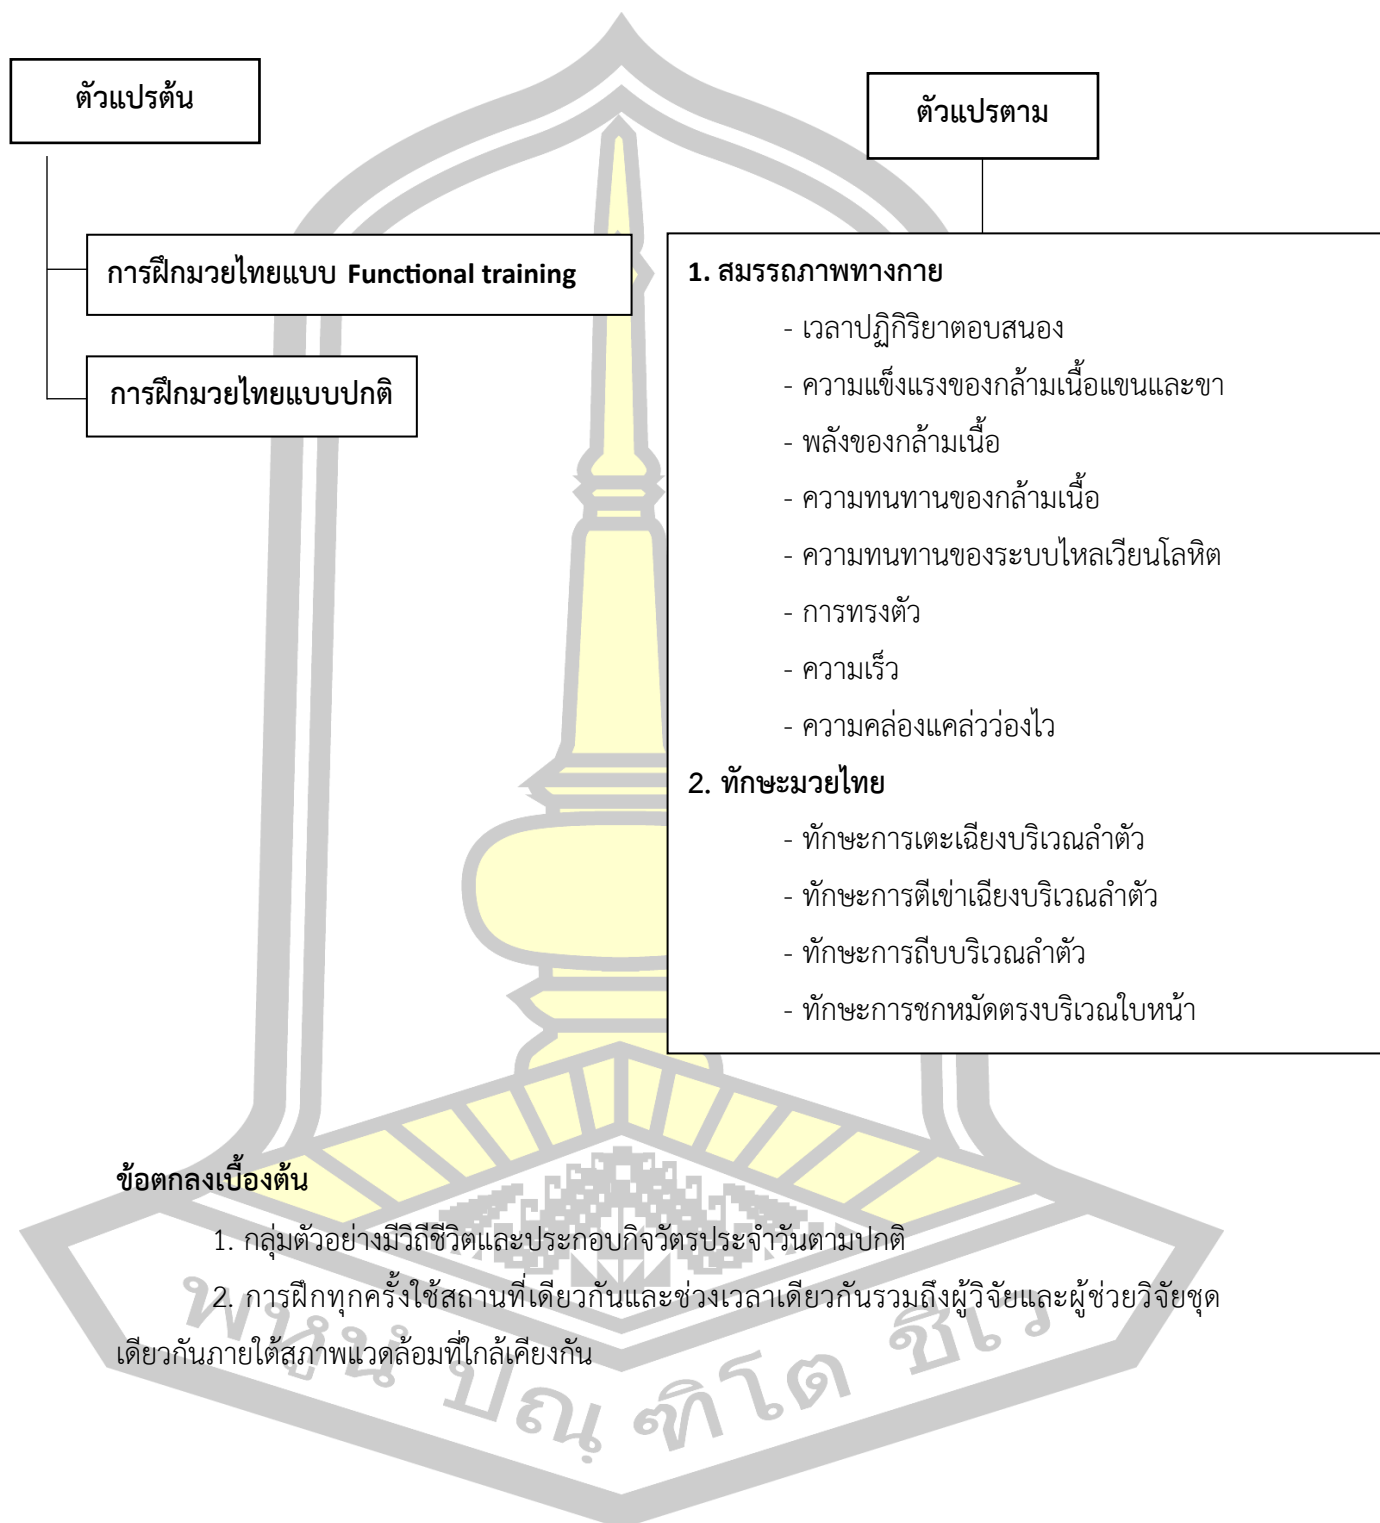 ตัวแปรต้น
ตัวแปรตาม
การฝึกมวยไทยแบบ Functional training
การฝึกมวยไทยแบบปกติ
1. สมรรถภาพทางกาย
- เวลาปฏิกิริยาตอบสนอง
- ความแข็งแรงของกล้ามเนื้อแขนและขา
- พลังของกล้ามเนื้อ
- ความทนทานของกล้ามเนื้อ
- ความทนทานของระบบไหลเวียนโลหิต
- การทรงตัว
- ความเร็ว
- ความคล่องแคล่วว่องไว
2. ทักษะมวยไทย
- ทักษะการเตะเฉียงบริเวณลำตัว
- ทักษะการตีเข่าเฉียงบริเวณลำตัว
- ทักษะการถีบบริเวณลำตัว
- ทักษะการชกหมัดตรงบริเวณใบหน้า
ข้อตกลงเบื้องต้น
1. กลุ่มตัวอย่างมีวิถีชีวิตและประกอบกิจวัตรประจำวันตามปกติ
2. การฝึกทุกครั้งใช้สถานที่เดียวกันและช่วงเวลาเดียวกันรวมถึงผู้วิจัยและผู้ช่วยวิจัยชุด
เดียวกันภายใต้สภาพแวดล้อมที่ใกล้เคียงกัน
พหูนํ ปณฺฑิโต ชีเว